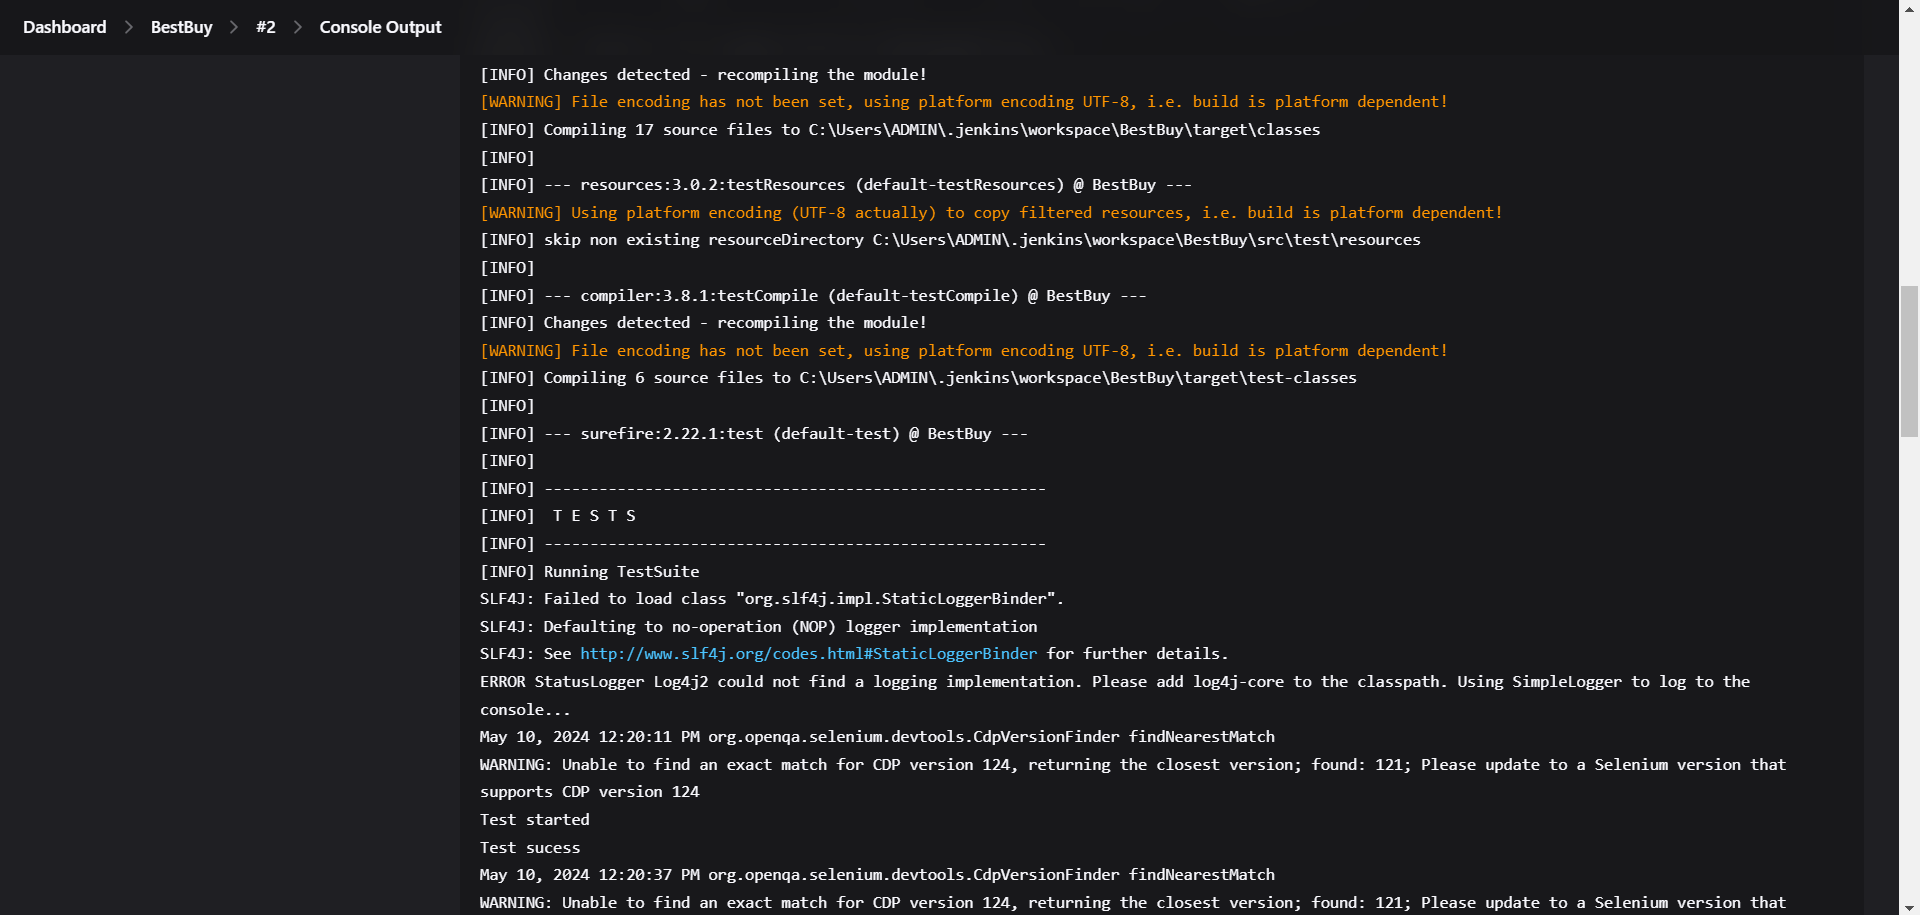 Dashboard > BestBuy > #2 > Console Output
[INFO] Changes detected - recompiling the module!
[WARNING] File encoding has not been set, using platform encoding UTF-8, i.e. build is platform dependent!
[INFO] Compiling 17 source files to C:\Users\ADMIN\.jenkins\workspace\BestBuy\target\classes
[INFO]
[INFO] --- resources:3.0.2:testResources (default-testResources) @ BestBuy ---
[WARNING] Using platform encoding (UTF-8 actually) to copy filtered resources, i.e. build is platform dependent!
[INFO] skip non existing resourceDirectory C:\Users\ADMIN\.jenkins\workspace\BestBuy\src\test\resources
[INFO]
[INFO] --- compiler:3.8.1:testCompile (default-testCompile) @ BestBuy ---
[INFO] Changes detected - recompiling the module!
[WARNING] File encoding has not been set, using platform encoding UTF-8, i.e. build is platform dependent!
[INFO] Compiling 6 source files to C:\Users\ADMIN\.jenkins\workspace\BestBuy\target\test-classes
[INFO]
[INFO] --- surefire:2.22.1:test (default-test) @ BestBuy ---
[INFO]
[INFO] -------------------------------------------------------
[INFO]  T E S T S
[INFO] -------------------------------------------------------
[INFO] Running TestSuite
SLF4J: Failed to load class "org.slf4j.impl.StaticLoggerBinder".
SLF4J: Defaulting to no-operation (NOP) logger implementation
SLF4J: See http://www.slf4j.org/codes.html#StaticLoggerBinder for further details.
ERROR StatusLogger Log4j2 could not find a logging implementation. Please add log4j-core to the classpath. Using SimpleLogger to log to the
console...
May 10, 2024 12:20:11 PM org.openqa.selenium.devtools.CdpVersionFinder findNearestMatch
WARNING: Unable to find an exact match for CDP version 124, returning the closest version; found: 121; Please update to a Selenium version that
supports CDP version 124
Test started
Test sucess
May 10, 2024 12:20:37 PM org.openqa.selenium.devtools.CdpVersionFinder findNearestMatch
WARNING: Unable to find an exact match for CDP version 124, returning the closest version; found: 121; Please update to a Selenium version that